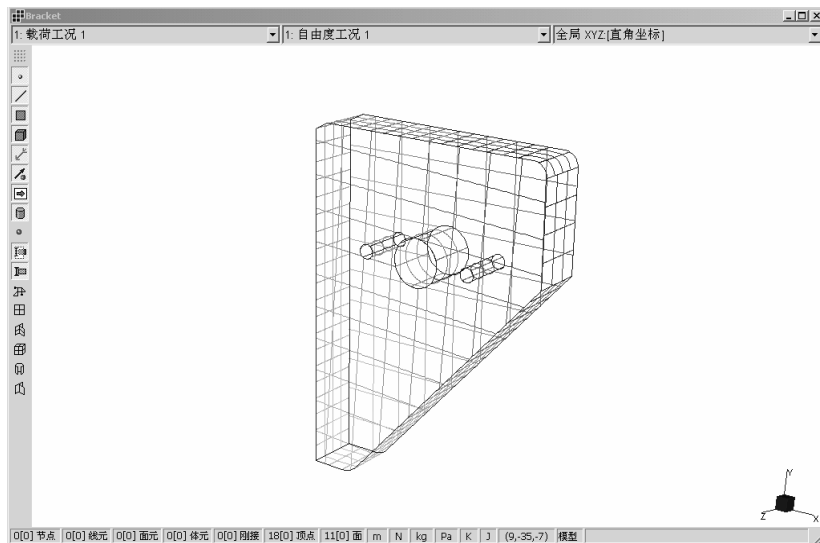 Bracket
1: 载荷工况 1 1: 自由度工况 1 全局 XYZ:[直角坐标]
Y
Z X
0[0] 节点 0[0] 线元 0[0] 面元 0[0] 体元 0[0] 刚接 18[0] 顶点 11[0] 面 m N kg Pa K J (9,-35,-7) 模型